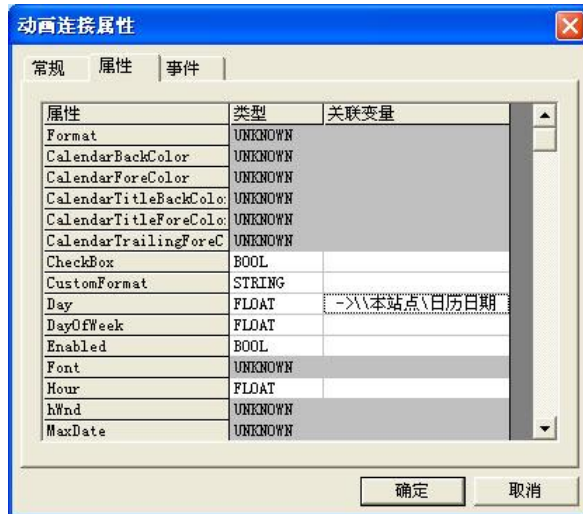 动画连接属性
常规 属性 事件
属性 类型 关联变量
Format UNKNOWN
CalendarBackColor UNKNOWN
CalendarForeColor UNKNOWN
CalendarTitleBackColo UNKNOWN
CalendarTitleForeColo UNKNOWN
CalendarTrailingForeC UNKNOWN
CheckBox BOOL
CustomFormat STRING
Day FLOAT ->\\本站点\日历日期
DayOfWeek FLOAT
Enabled BOOL
Font UNKNOWN
Hour FLOAT
hWnd UNKNOWN
MaxDate UNKNOWN
确定 取消